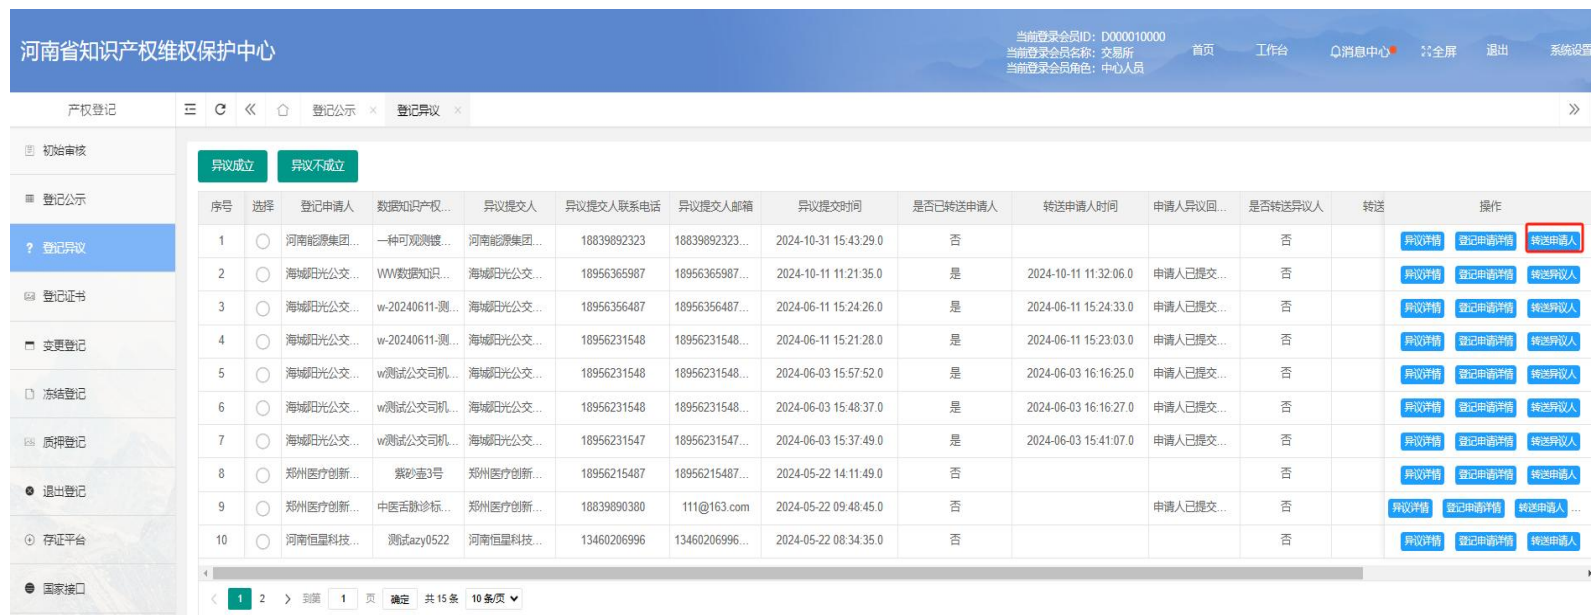 河南省知识产权维权保护中心
当前登录会员ID：D000010000
当前登录会员名称：交易所
当前登录会员角色：中心人员
首页 工作台 消息中心 全屏 退出 系统设置
产权登记 登记公示 × 登记异议 ×
初始审核
登记公示
登记异议
登记证书
变更登记
冻结登记
质押登记
退出登记
存证平台
国家接口
异议成立 异议不成立
序号 选择 登记申请人 数据知识产权... 异议提交人 异议提交人联系电话 异议提交人邮箱 异议提交时间 是否已转送申请人 转送申请人时间 申请人异议回... 是否转送异议人 转送 操作
1 河南能源集团... 一种可观测镀... 河南能源集团... 18839892323 18839892323... 2024-10-31 15:43:29.0 否 否 异议详情 登记申请详情 转送申请人
2 海城阳光公交... WW数据知识... 海城阳光公交... 18956365987 18956365987... 2024-10-11 11:21:35.0 是 2024-10-11 11:32:06.0 申请人已提交... 否 异议详情 登记申请详情 转送异议人
3 海城阳光公交... w-20240611-测... 海城阳光公交... 18956356487 18956356487... 2024-06-11 15:24:26.0 是 2024-06-11 15:24:33.0 申请人已提交... 否 异议详情 登记申请详情 转送异议人
4 海城阳光公交... w-20240611-测... 海城阳光公交... 18956231548 18956231548... 2024-06-11 15:21:28.0 是 2024-06-11 15:23:03.0 申请人已提交... 否 异议详情 登记申请详情 转送异议人
5 海城阳光公交... w测试公交司机... 海城阳光公交... 18956231548 18956231548... 2024-06-03 15:57:52.0 是 2024-06-03 16:16:25.0 申请人已提交... 否 异议详情 登记申请详情 转送异议人
6 海城阳光公交... w测试公交司机... 海城阳光公交... 18956231548 18956231548... 2024-06-03 15:48:37.0 是 2024-06-03 16:16:27.0 申请人已提交... 否 异议详情 登记申请详情 转送异议人
7 海城阳光公交... w测试公交司机... 海城阳光公交... 18956231547 18956231547... 2024-06-03 15:37:49.0 是 2024-06-03 15:41:07.0 申请人已提交... 否 异议详情 登记申请详情 转送异议人
8 郑州医疗创新... 紫砂壶3号 郑州医疗创新... 18956215487 18956215487... 2024-05-22 14:11:49.0 否 否 异议详情 登记申请详情 转送申请人
9 郑州医疗创新... 中医舌脉诊标... 郑州医疗创新... 18839890380 111@163.com 2024-05-22 09:48:45.0 否 申请人已提交... 否 异议详情 登记申请详情 转送申请人 ...
10 河南恒星科技... 测试azy0522 河南恒星科技... 13460206996 13460206996... 2024-05-22 08:34:35.0 否 否 异议详情 登记申请详情 转送申请人
1 2 到第 1 页 确定 共 15 条 10 条/页